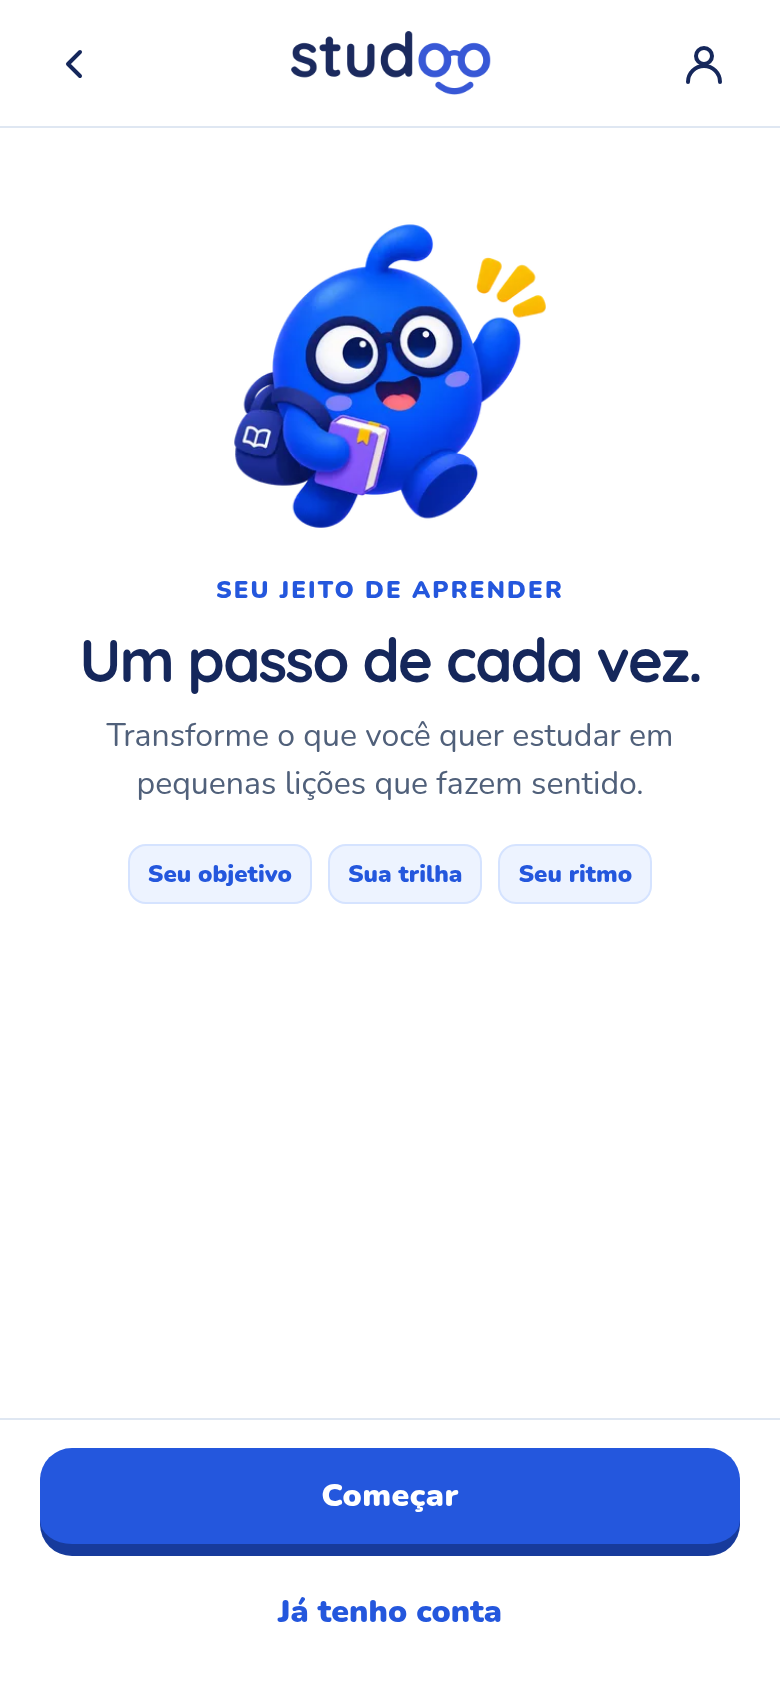 studoo
SEU JEITO DE APRENDER
Um passo de cada vez.
Transforme o que você quer estudar em
pequenas lições que fazem sentido.
Seu objetivo
Sua trilha
Seu ritmo
Começar
Já tenho conta